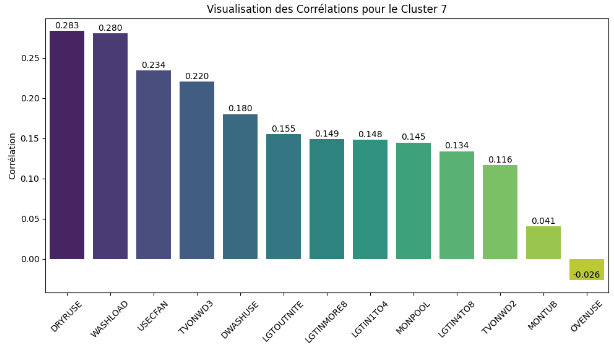 Visualisation des Corrélations pour le Cluster 7
Corrélation
0.25
0.20
0.15
0.10
0.05
0.00
0.283
0.280
0.234
0.220
0.180
0.155
0.149
0.148
0.145
0.134
0.116
0.041
-0.026
DRYRUSE
WASHLOAD
USECFAN
TVONWD3
DWASHUSE
LGTOUTNITE
LGTINMORE8
LGTIN1TO4
MONPOOL
LGTIN4TO8
TVONWD2
MONTUB
OVENUSE